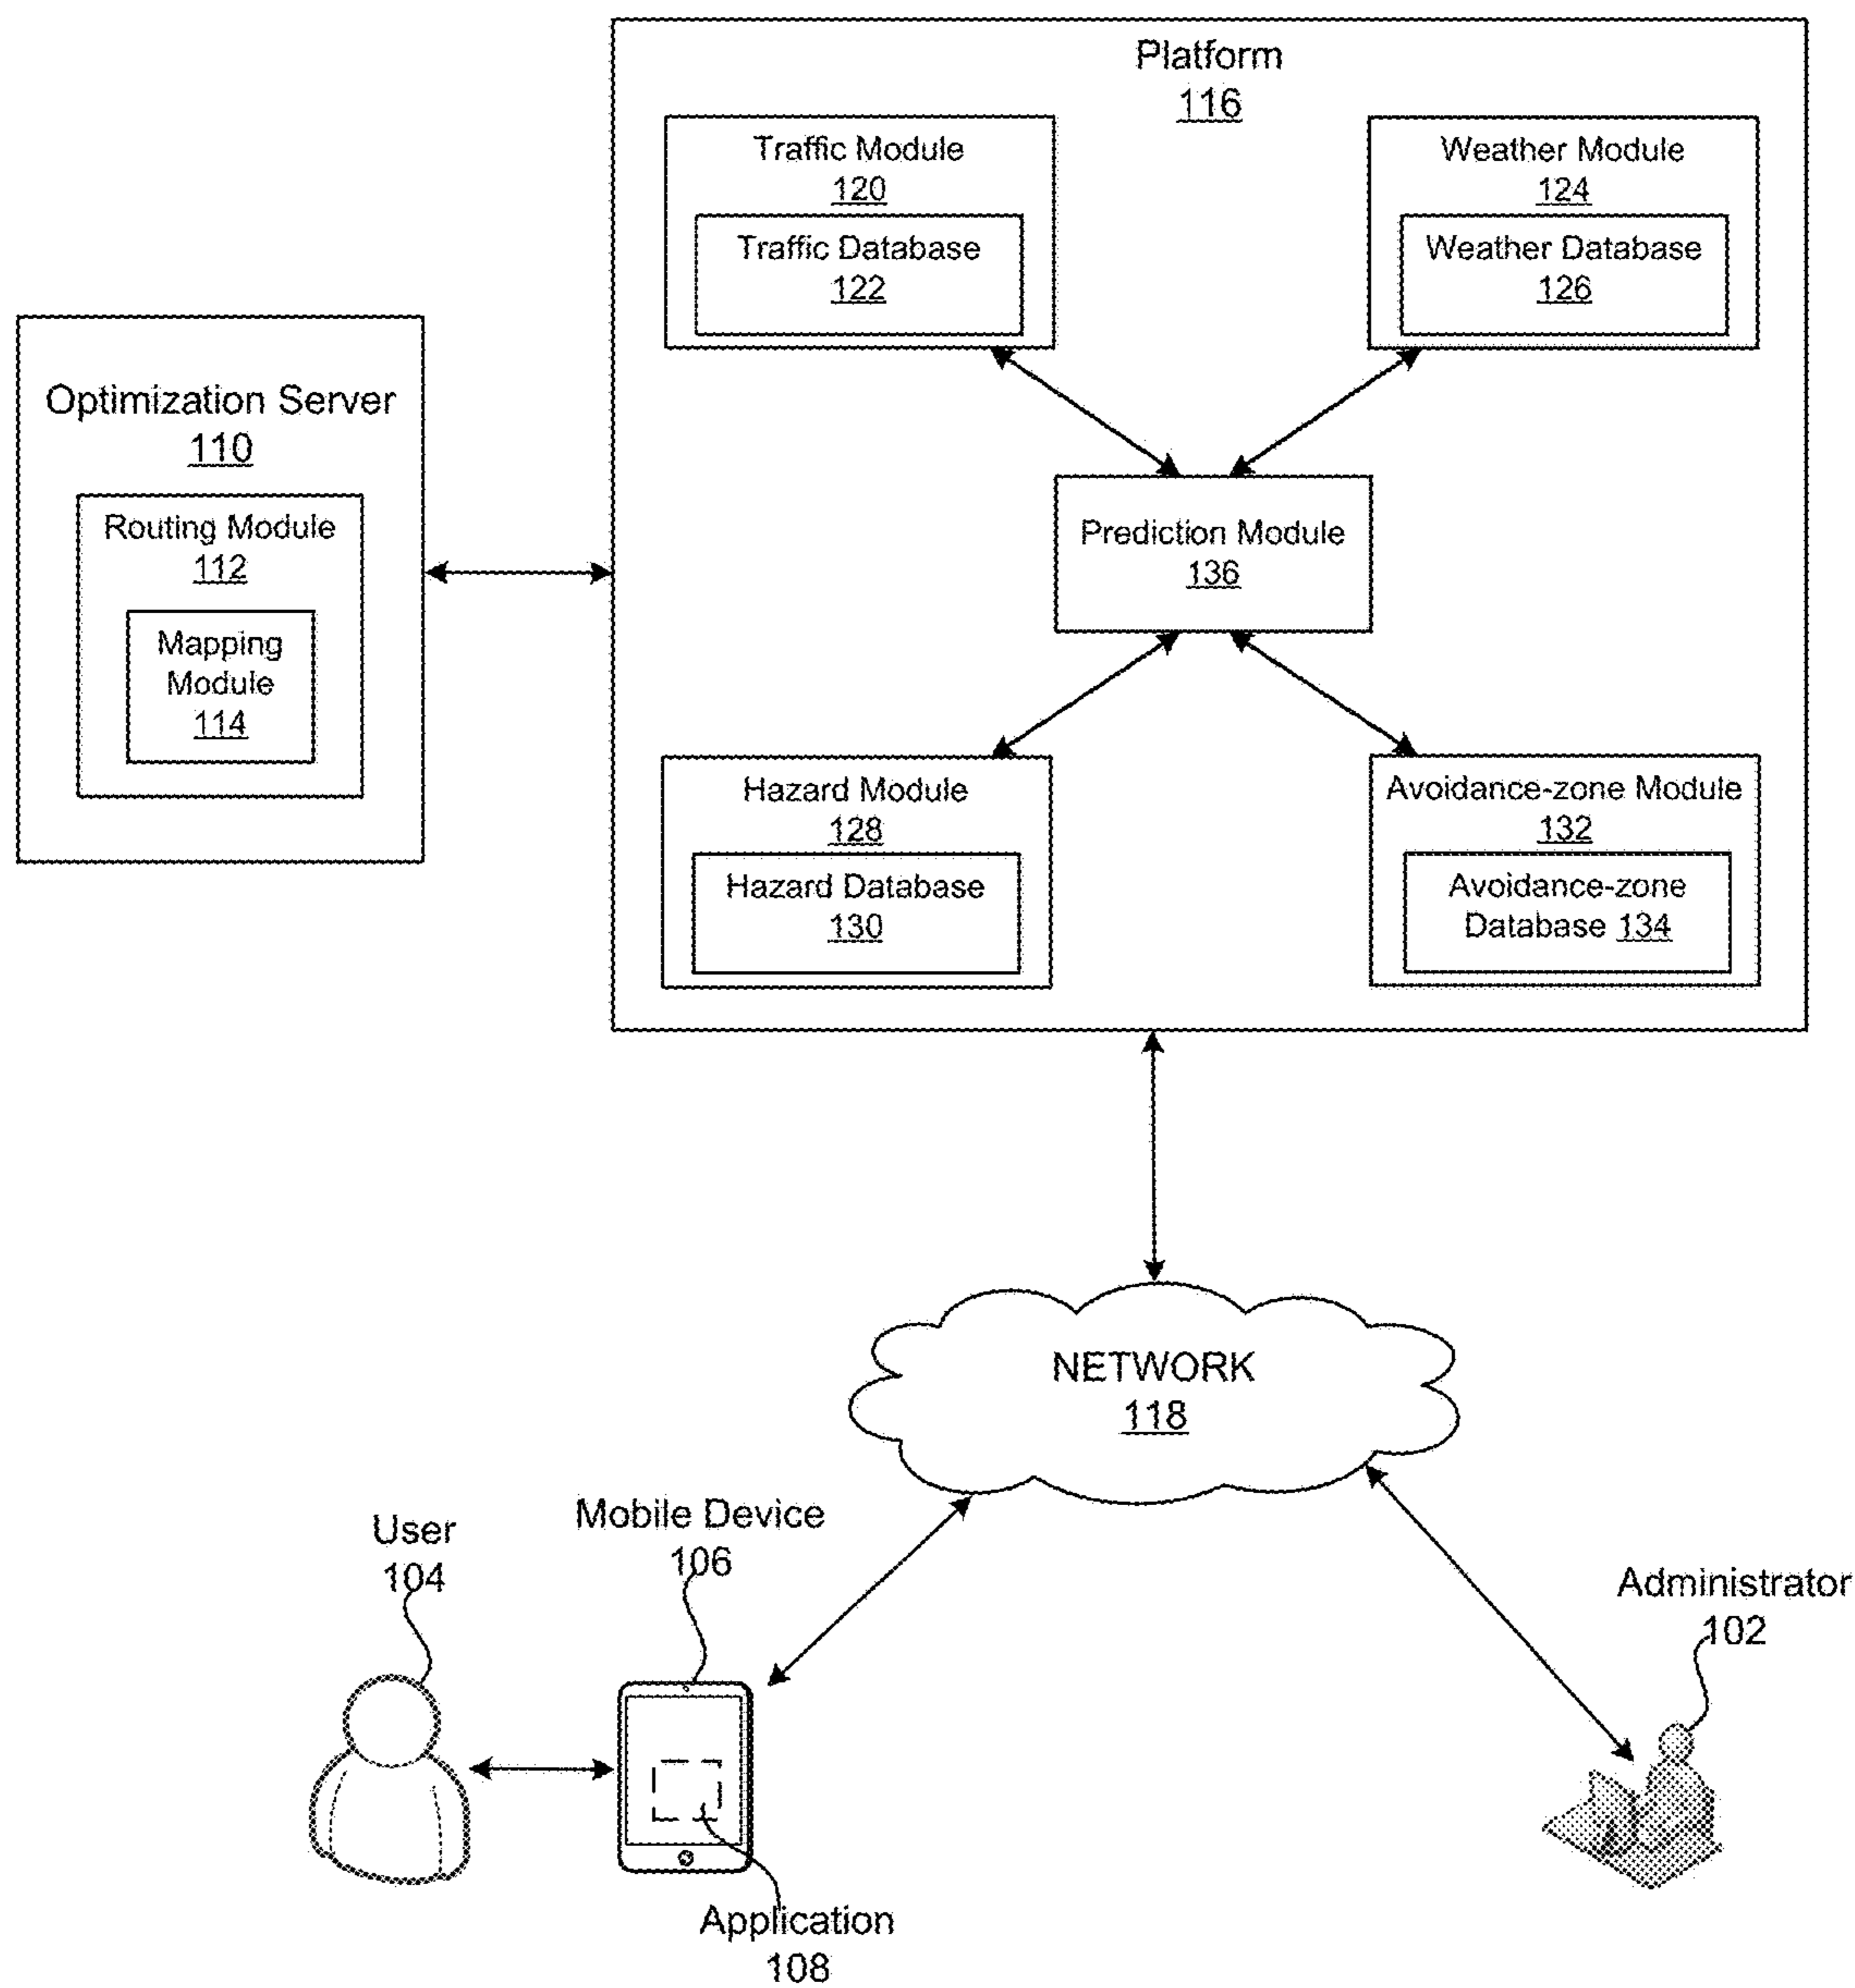 Platform
116
Traffic Module
120
Traffic Database
122
Weather Module
124
Weather Database
126
Optimization Server
110
Routing Module
112
Mapping
Module
114
Prediction Module
136
Hazard Module
128
Hazard Database
130
Avoidance-zone Module
132
Avoidance-zone
Database 134
NETWORK
118
User
104
Mobile Device
106
Administrator
102
Application
108